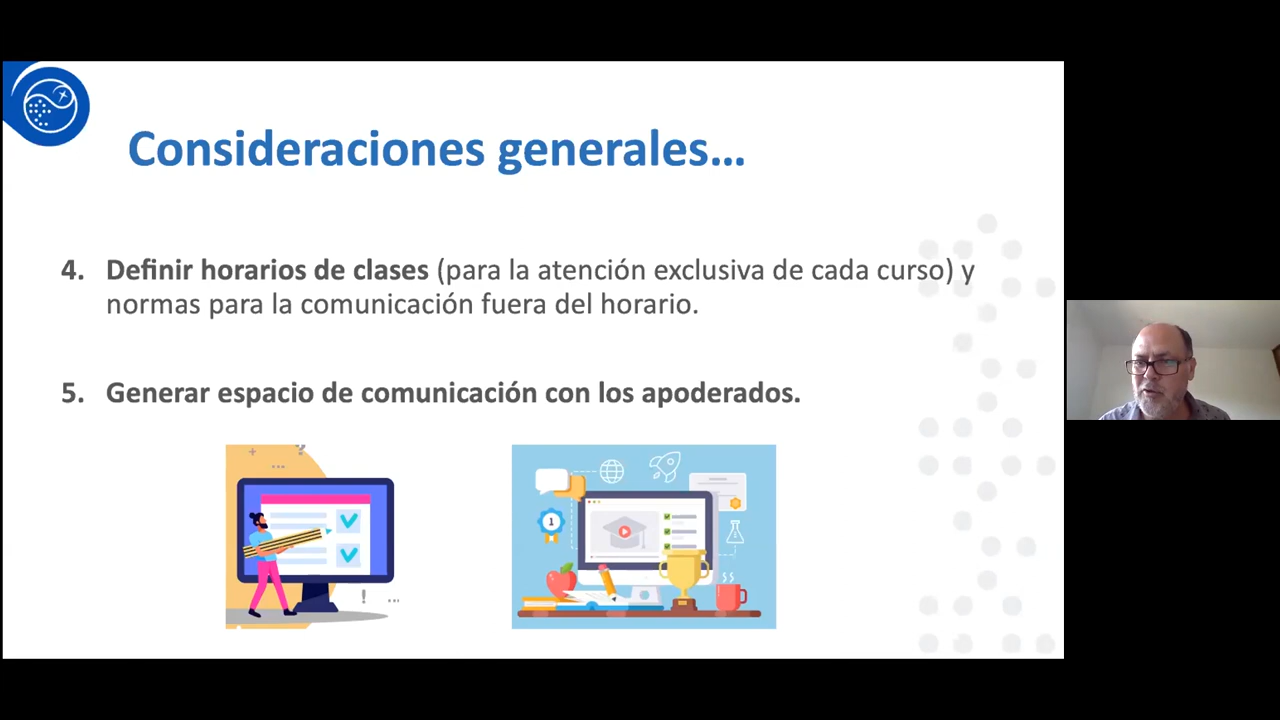 Consideraciones generales...
4. Definir horarios de clases (para la atención exclusiva de cada curso) y
normas para la comunicación fuera del horario.
5. Generar espacio de comunicación con los apoderados.
1